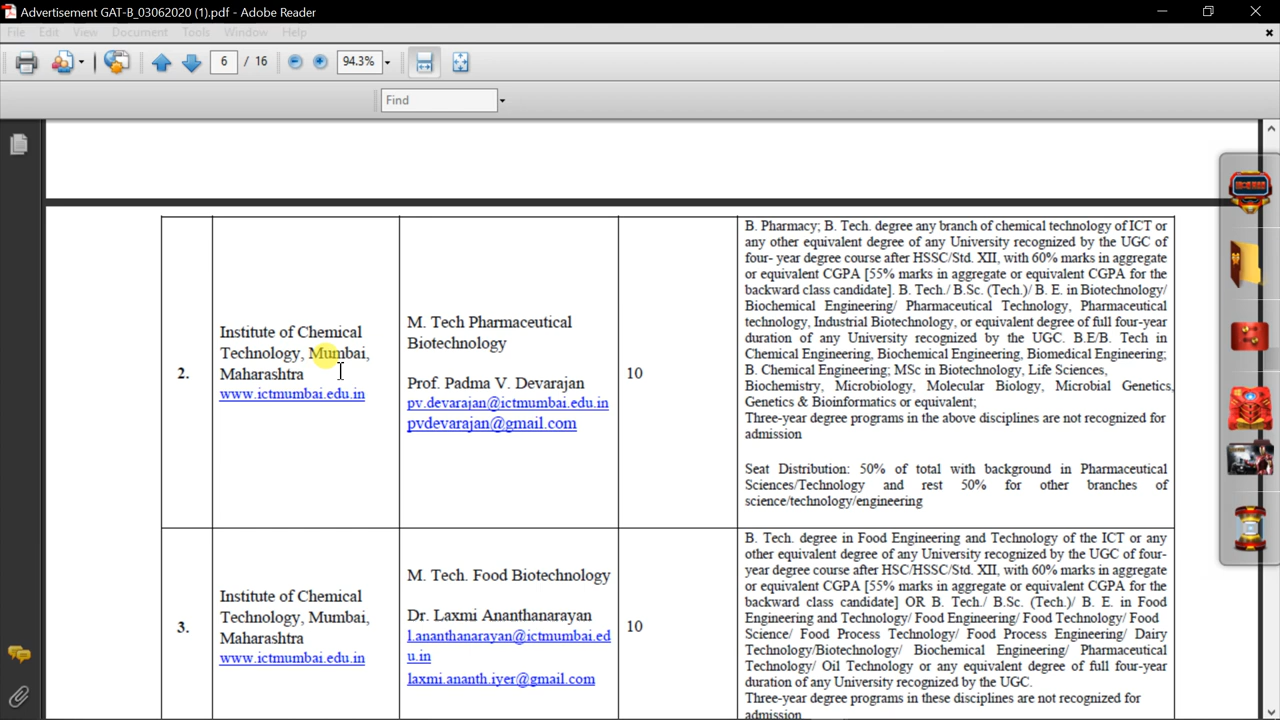 Advertisement GAT-B_03062020 (1).pdf - Adobe Reader
File Edit View Document Tools Window Help
6 / 16 94.3%
Find
2.
Institute of Chemical
Technology, Mumbai,
Maharashtra
www.ictmumbai.edu.in
M. Tech Pharmaceutical
Biotechnology
Prof. Padma V. Devarajan
pv.devarajan@ictmumbai.edu.in
pvdevarajan@gmail.com
10
B. Pharmacy; B. Tech. degree any branch of chemical technology of ICT or
any other equivalent degree of any University recognized by the UGC of
four- year degree course after HSSC/Std. XII, with 60% marks in aggregate
or equivalent CGPA [55% marks in aggregate or equivalent CGPA for the
backward class candidate]. B. Tech./ B.Sc. (Tech.)/ B. E. in Biotechnology/
Biochemical Engineering/ Pharmaceutical Technology, Pharmaceutical
technology, Industrial Biotechnology, or equivalent degree of full four-year
duration of any University recognized by the UGC. B.E/B. Tech in
Chemical Engineering, Biochemical Engineering, Biomedical Engineering;
B. Chemical Engineering; MSc in Biotechnology, Life Sciences,
Biochemistry, Microbiology, Molecular Biology, Microbial Genetics,
Genetics & Bioinformatics or equivalent;
Three-year degree programs in the above disciplines are not recognized for
admission
Seat Distribution: 50% of total with background in Pharmaceutical
Sciences/Technology and rest 50% for other branches of
science/technology/engineering
3.
Institute of Chemical
Technology, Mumbai,
Maharashtra
www.ictmumbai.edu.in
M. Tech. Food Biotechnology
Dr. Laxmi Ananthanarayan
l.ananthanarayan@ictmumbai.ed
u.in
laxmi.ananth.iyer@gmail.com
10
B. Tech. degree in Food Engineering and Technology of the ICT or any
other equivalent degree of any University recognized by the UGC of four-
year degree course after HSC/HSSC/Std. XII, with 60% marks in aggregate
or equivalent CGPA [55% marks in aggregate or equivalent CGPA for the
backward class candidate] OR B. Tech./ B.Sc. (Tech.)/ B. E. in Food
Engineering and Technology/ Food Engineering/ Food Technology/ Food
Science/ Food Process Technology/ Food Process Engineering/ Dairy
Technology/Biotechnology/ Biochemical Engineering/ Pharmaceutical
Technology/ Oil Technology or any equivalent degree of full four-year
duration of any University recognized by the UGC.
Three-year degree programs in these disciplines are not recognized for
admission